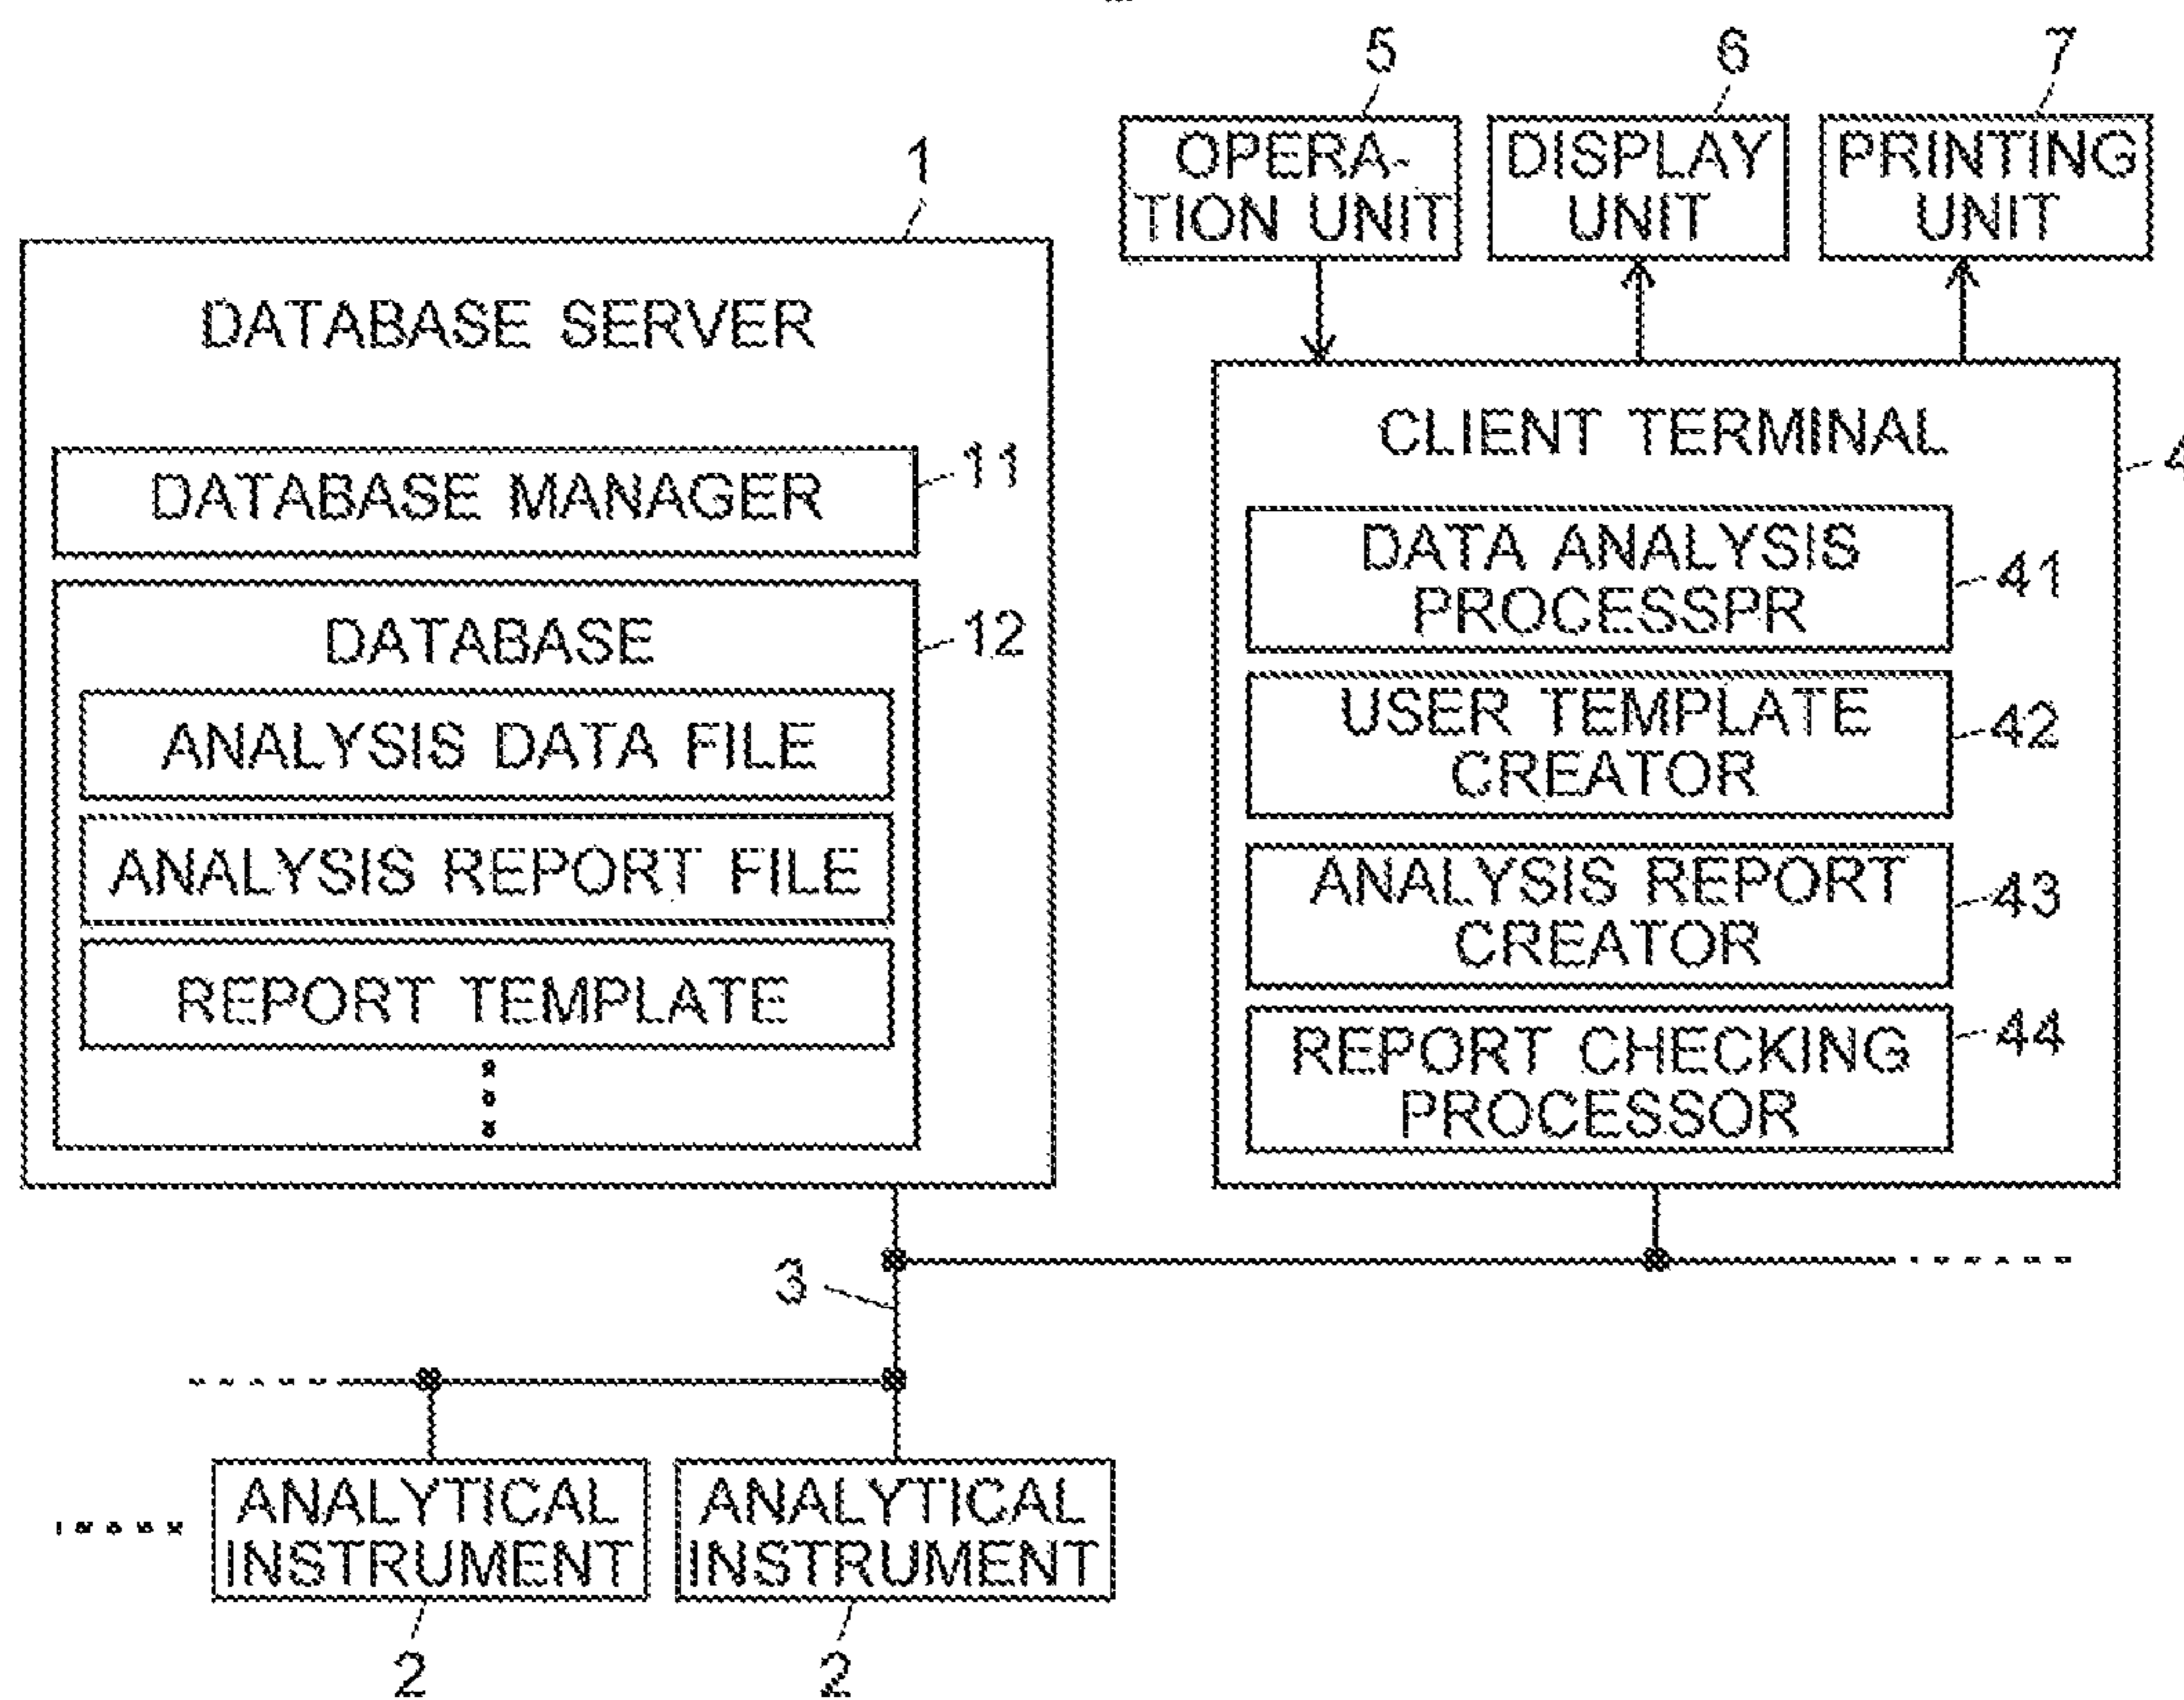 5
6
7
OPERA-
TION UNIT
DISPLAY
UNIT
PRINTING
UNIT
1
DATABASE SERVER
DATABASE MANAGER
11
DATABASE
12
ANALYSIS DATA FILE
ANALYSIS REPORT FILE
REPORT TEMPLATE
CLIENT TERMINAL
4
DATA ANALYSIS
PROCESSPR
41
USER TEMPLATE
CREATOR
42
ANALYSIS REPORT
CREATOR
43
REPORT CHECKING
PROCESSOR
44
3
ANALYTICAL
INSTRUMENT
ANALYTICAL
INSTRUMENT
2
2